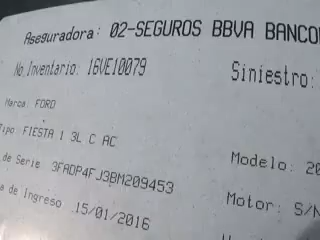 Aseguradora: 02-SEGUROS BBVA BANCO
No Inventario: 16VE10079 Siniestro:
Marca: FORD
Tipo: FIESTA 1 3L C AC
de Serie 3FADP4FJ3BM209453 Modelo: 20
a de Ingreso 15/01/2016 Motor: S/N